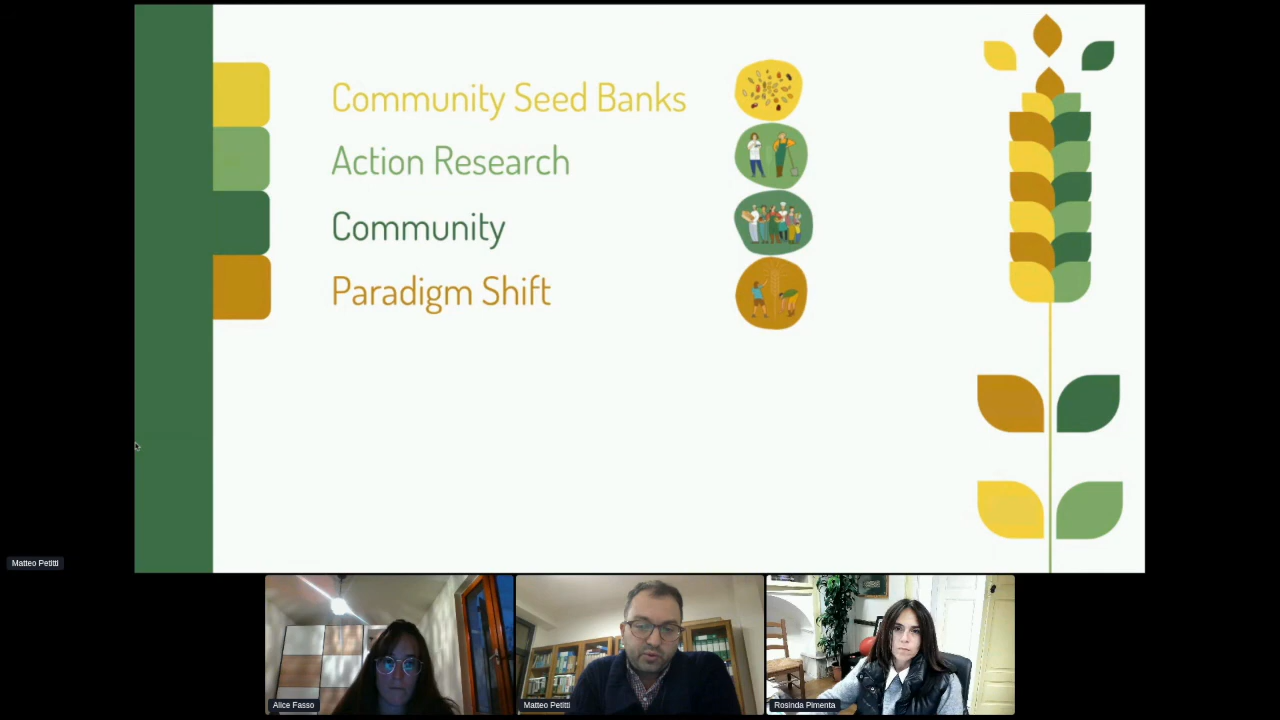 Community Seed Banks
Action Research
Community
Paradigm Shift
Matteo Petitti
Alice Fasso
Matteo Petitti
Rosinda Pimenta